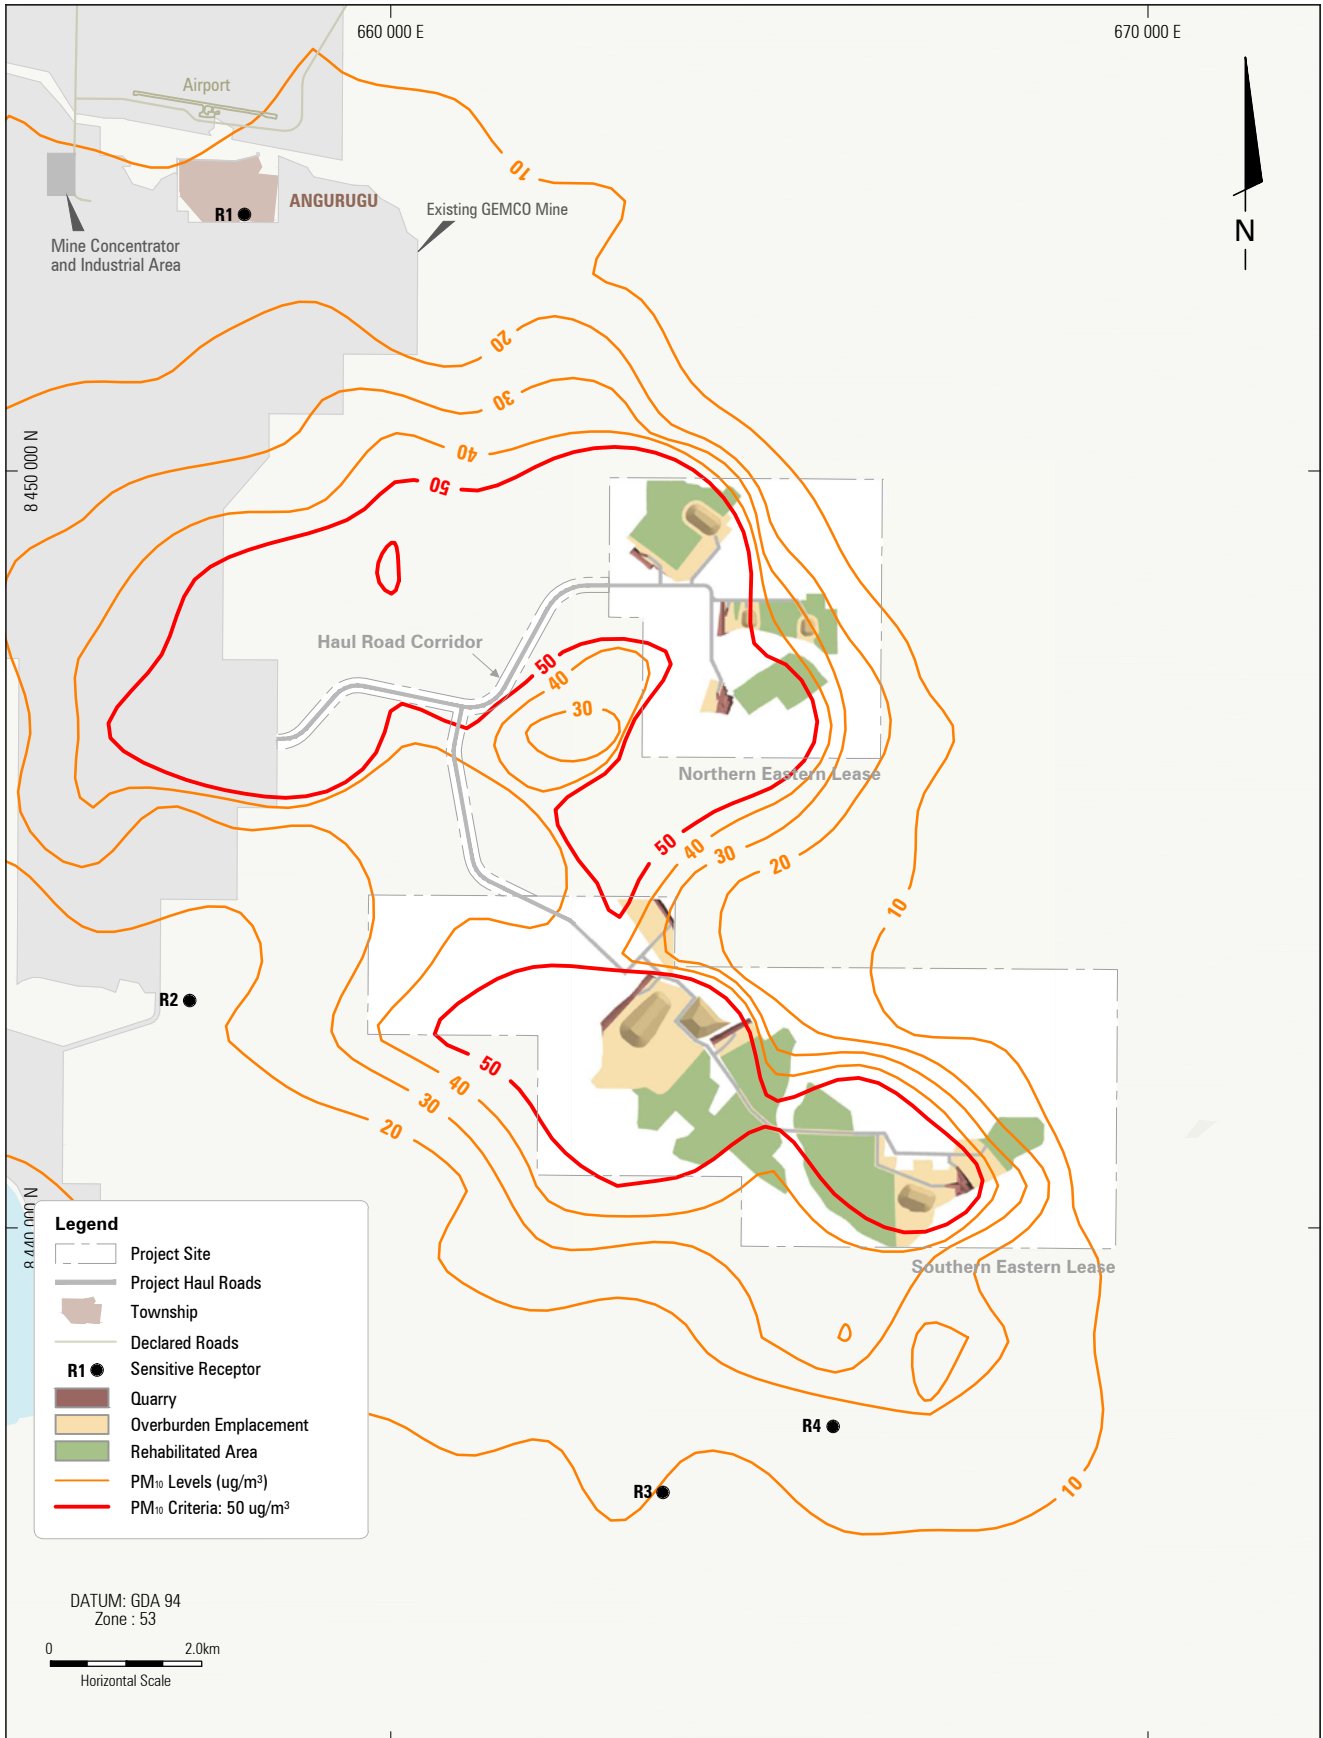 660 000 E
670 000 E
Airport
10
R1
ANGURUGU
Existing GEMCO Mine
N
Mine Concentrator
and Industrial Area
20
30
40
50
8 450 000 N
Haul Road Corridor
50
40
30
Northern Eastern Lease
50
40
30
20
10
R2
50
40
30
20
8 440 000 N
Southern Eastern Lease
R4
R3
10
Legend
Project Site
Project Haul Roads
Township
Declared Roads
R1 Sensitive Receptor
Quarry
Overburden Emplacement
Rehabilitated Area
PM₁₀ Levels (ug/m³)
PM₁₀ Criteria: 50 ug/m³
DATUM: GDA 94
Zone : 53
0 2.0km
Horizontal Scale